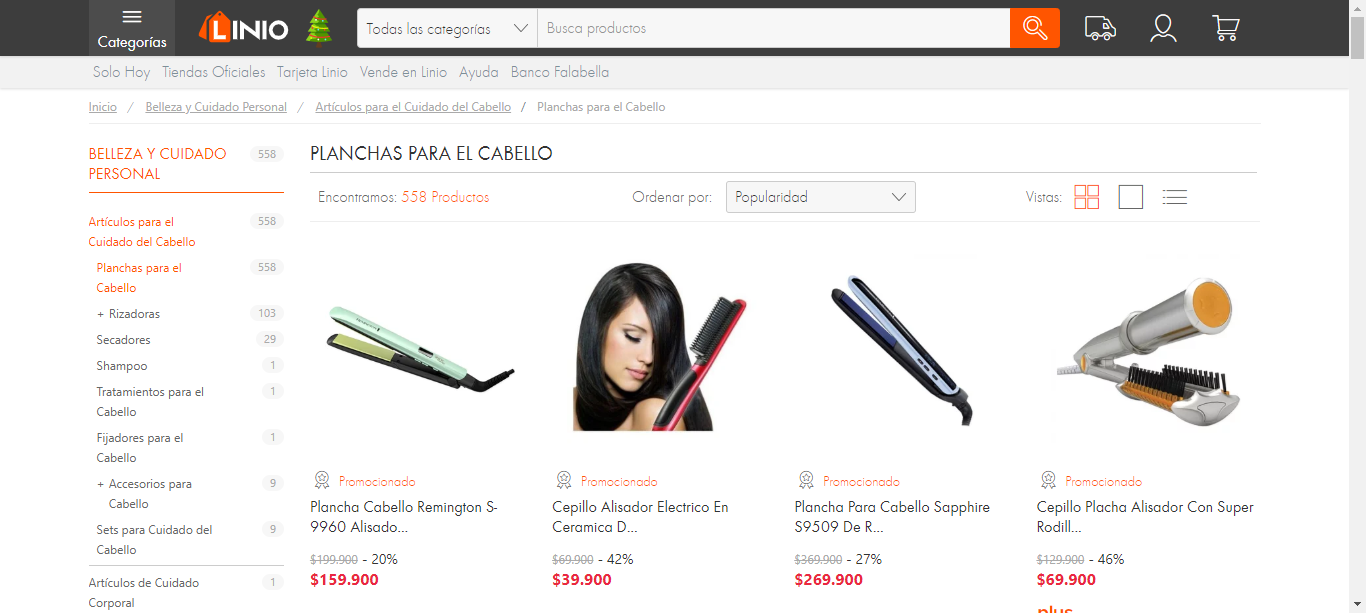 Categorías
LINIO
Todas las categorías
Busca productos
Solo Hoy Tiendas Oficiales Tarjeta Linio Vende en Linio Ayuda Banco Falabella
Inicio / Belleza y Cuidado Personal / Artículos para el Cuidado del Cabello / Planchas para el Cabello
BELLEZA Y CUIDADO 558
PERSONAL
Artículos para el 558
Cuidado del Cabello
Planchas para el 558
Cabello
+ Rizadoras 103
Secadores 29
Shampoo 1
Tratamientos para el 1
Cabello
Fijadores para el 1
Cabello
+ Accesorios para 9
Cabello
Sets para Cuidado del 9
Cabello
Artículos de Cuidado 1
Corporal
PLANCHAS PARA EL CABELLO
Encontramos: 558 Productos
Ordenar por: Popularidad
Vistas:
Promocionado
Plancha Cabello Remington S-
9960 Alisado...
$199.900 - 20%
$159.900
Promocionado
Cepillo Alisador Electrico En
Ceramica D...
$69.900 - 42%
$39.900
Promocionado
Plancha Para Cabello Sapphire
S9509 De R...
$369.900 - 27%
$269.900
Promocionado
Cepillo Placha Alisador Con Super
Rodill...
$129.900 - 46%
$69.900
plus